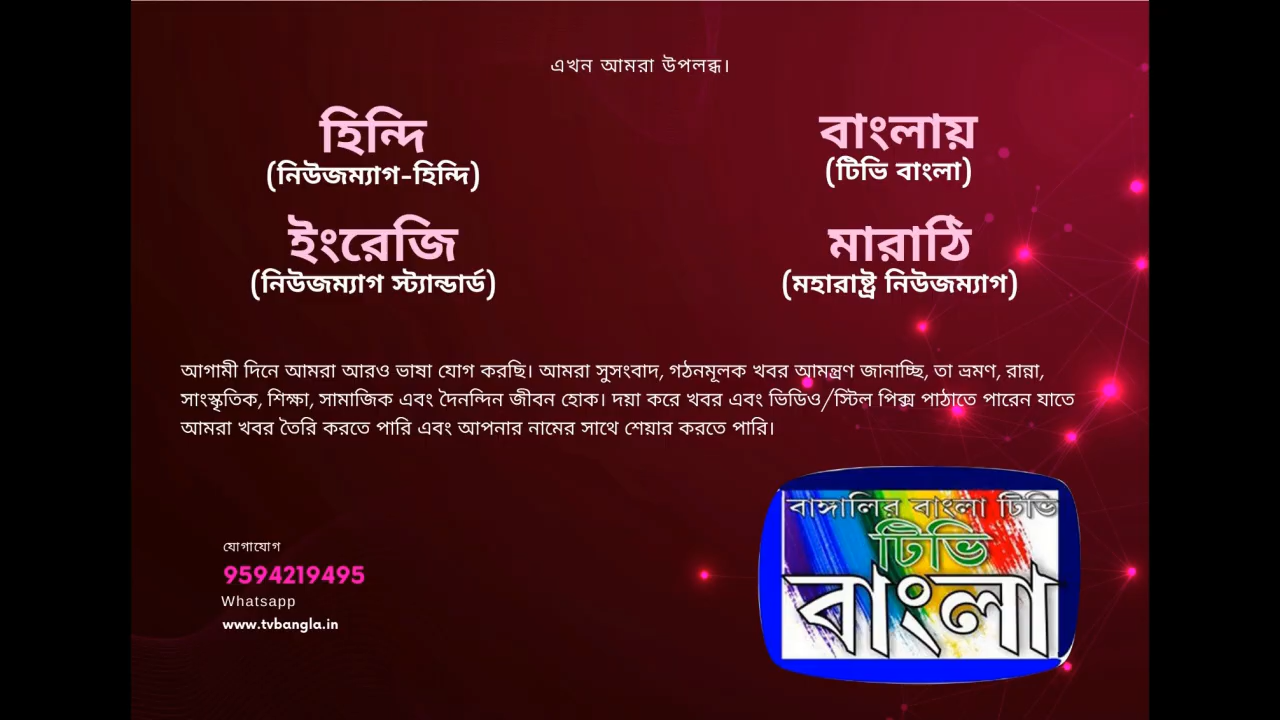 এখন আমরা উপলব্ধ।
হিন্দি
(নিউজম্যাগ-হিন্দি)
বাংলায়
(টিভি বাংলা)
ইংরেজি
(নিউজম্যাগ স্ট্যান্ডার্ড)
মারাঠি
(মহারাষ্ট্র নিউজম্যাগ)
আগামী দিনে আমরা আরও ভাষা যোগ করছি। আমরা সুসংবাদ, গঠনমূলক খবর আমন্ত্রণ জানাচ্ছি, তা ভ্রমণ, রান্না,
সাংস্কৃতিক, শিক্ষা, সামাজিক এবং দৈনন্দিন জীবন হোক। দয়া করে খবর এবং ভিডিও/স্টিল পিক্স পাঠাতে পারেন যাতে
আমরা খবর তৈরি করতে পারি এবং আপনার নামের সাথে শেয়ার করতে পারি।
যোগাযোগ
9594219495
Whatsapp
www.tvbangla.in
বাঙ্গালির বাংলা টিভি
টিভি
বাংলা